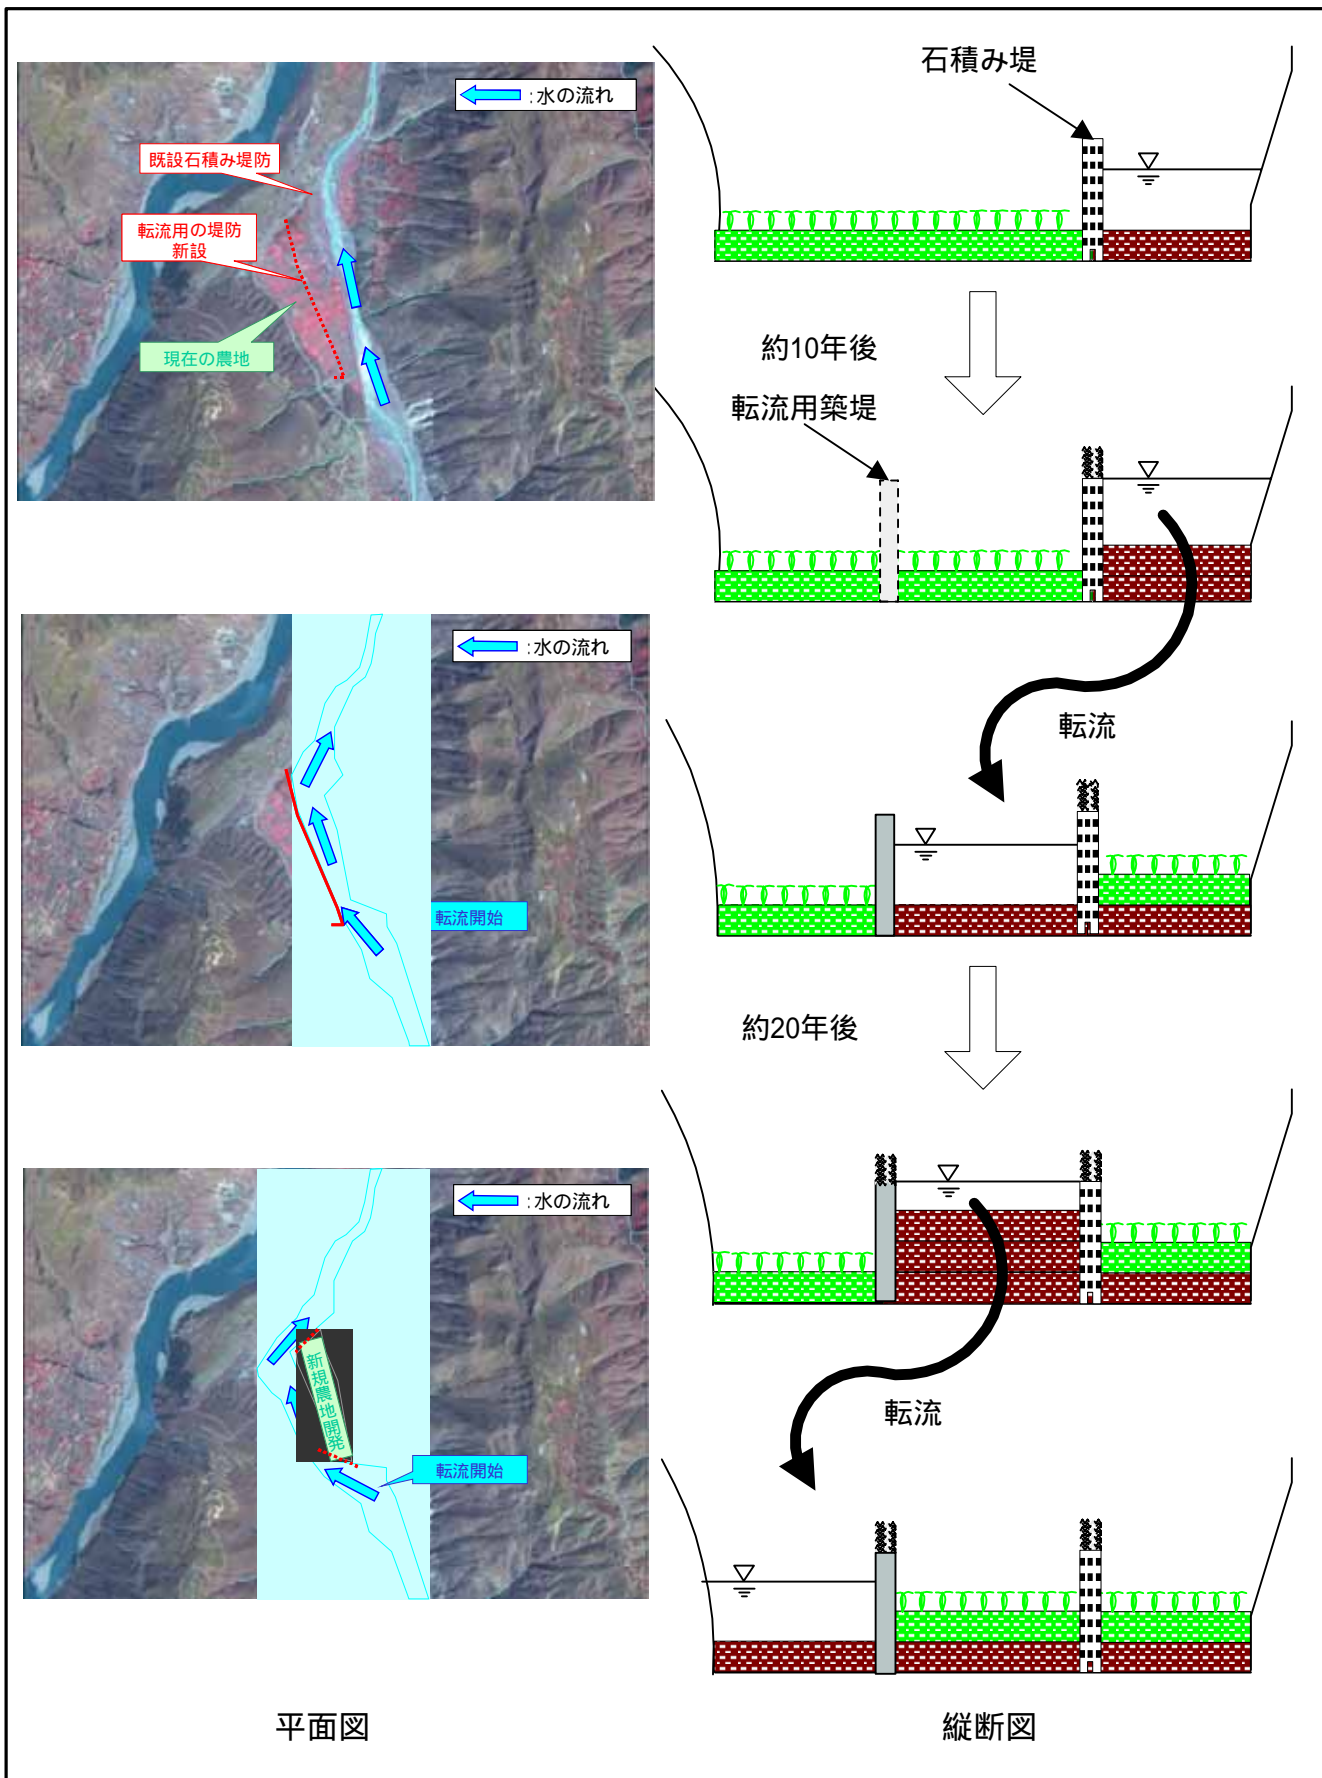 石積み堤
:水の流れ
既設石積み堤防
転流用の堤防
新設
現在の農地
約10年後
転流用築堤
:水の流れ
転流開始
転流
約20年後
:水の流れ
新規農地開発
転流開始
転流
平面図
縦断図